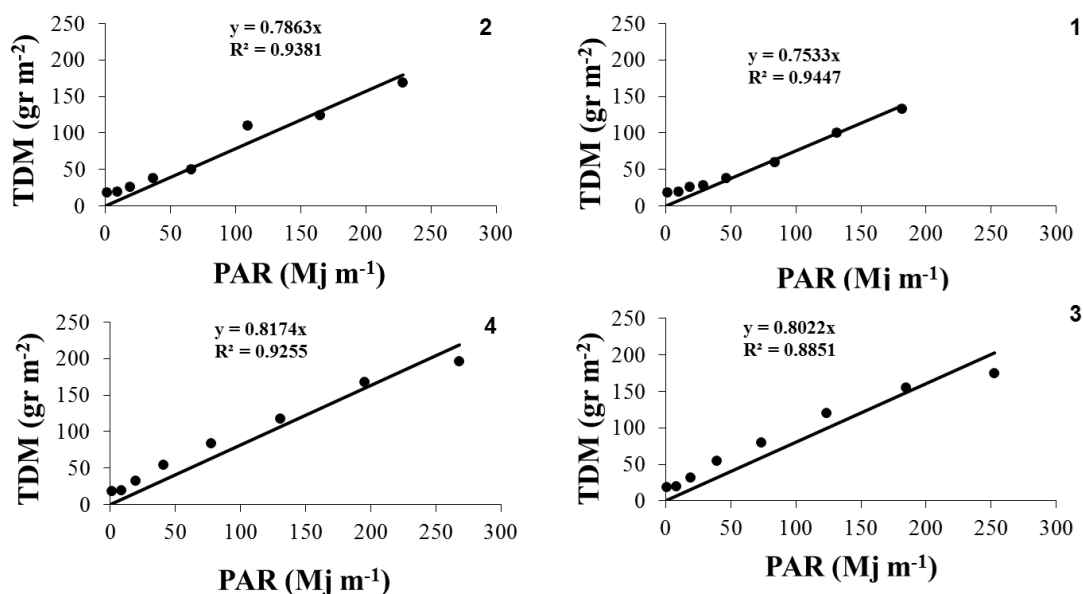 2
y = 0.7863x
R² = 0.9381
TDM (gr m-2)
250
200
150
100
50
0
0 50 100 150 200 250 300
PAR (Mj m-1)
1
y = 0.7533x
R² = 0.9447
TDM (gr m-2)
250
200
150
100
50
0
0 50 100 150 200 250 300
PAR (Mj m-1)
4
y = 0.8174x
R² = 0.9255
TDM (gr m-2)
250
200
150
100
50
0
0 50 100 150 200 250 300
PAR (Mj m-1)
3
y = 0.8022x
R² = 0.8851
TDM (gr m-2)
250
200
150
100
50
0
0 50 100 150 200 250 300
PAR (Mj m-1)